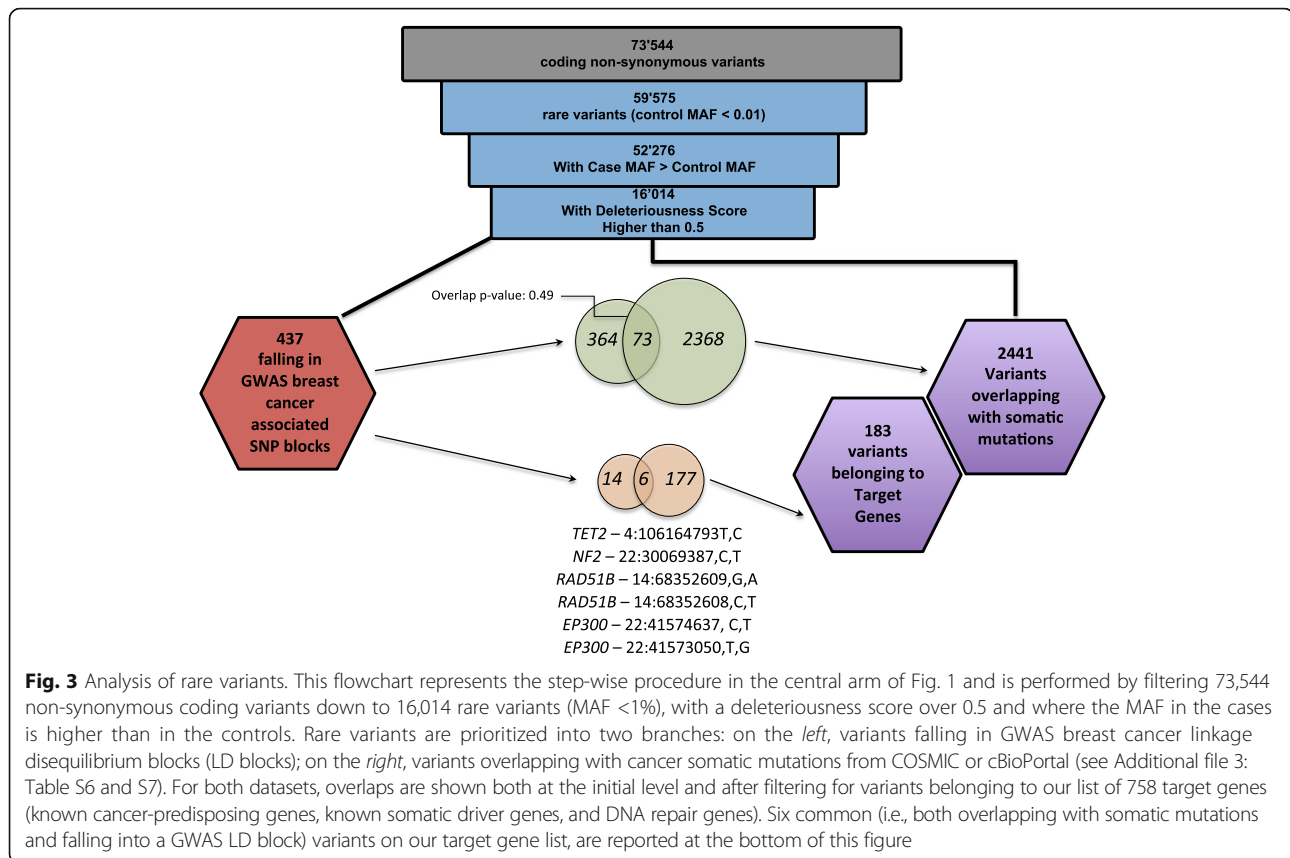 73'544
coding non-synonymous variants
59'575
rare variants (control MAF < 0.01)
52'276
With Case MAF > Control MAF
16’014
With Deleteriousness Score
Higher than 0.5
Overlap p-value: 0.49
437
falling in
GWAS breast
cancer
associated
SNP blocks
364 73 2368
2441
Variants
overlapping
with somatic
mutations
183
variants
belonging to
Target
Genes
14 6 177
TET2 – 4:106164793T,C
NF2 – 22:30069387,C,T
RAD51B – 14:68352609,G,A
RAD51B – 14:68352608,C,T
EP300 – 22:41574637, C,T
EP300 – 22:41573050,T,G
Fig. 3 Analysis of rare variants. This flowchart represents the step-wise procedure in the central arm of Fig. 1 and is performed by filtering 73,544
non-synonymous coding variants down to 16,014 rare variants (MAF <1%), with a deleteriousness score over 0.5 and where the MAF in the cases
is higher than in the controls. Rare variants are prioritized into two branches: on the left, variants falling in GWAS breast cancer linkage
disequilibrium blocks (LD blocks); on the right, variants overlapping with cancer somatic mutations from COSMIC or cBioPortal (see Additional file 3:
Table S6 and S7). For both datasets, overlaps are shown both at the initial level and after filtering for variants belonging to our list of 758 target genes
(known cancer-predisposing genes, known somatic driver genes, and DNA repair genes). Six common (i.e., both overlapping with somatic mutations
and falling into a GWAS LD block) variants on our target gene list, are reported at the bottom of this figure